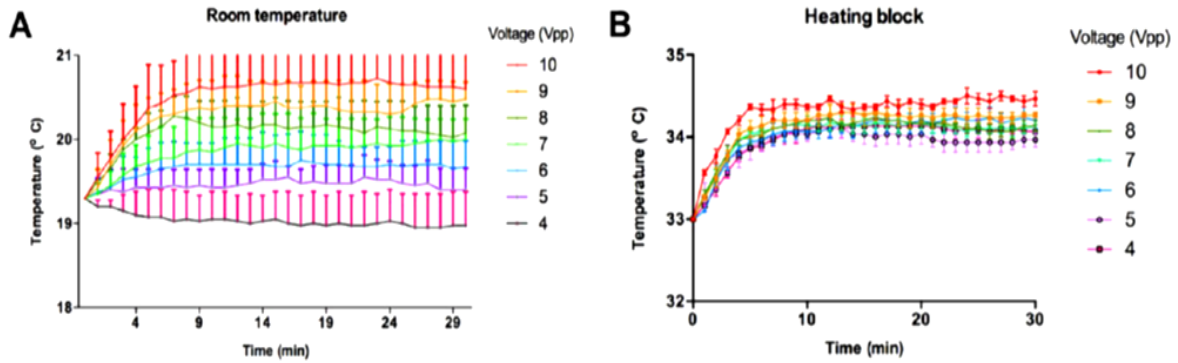 A
Room temperature
Voltage (Vpp)
10
9
8
7
6
5
4
21
20
19
18
Temperature (º C)
4 9 14 19 24 29
Time (min)
B
Heating block
Voltage (Vpp)
10
9
8
7
6
5
4
35
34
33
32
Temperature (º C)
0 10 20 30
Time (min)